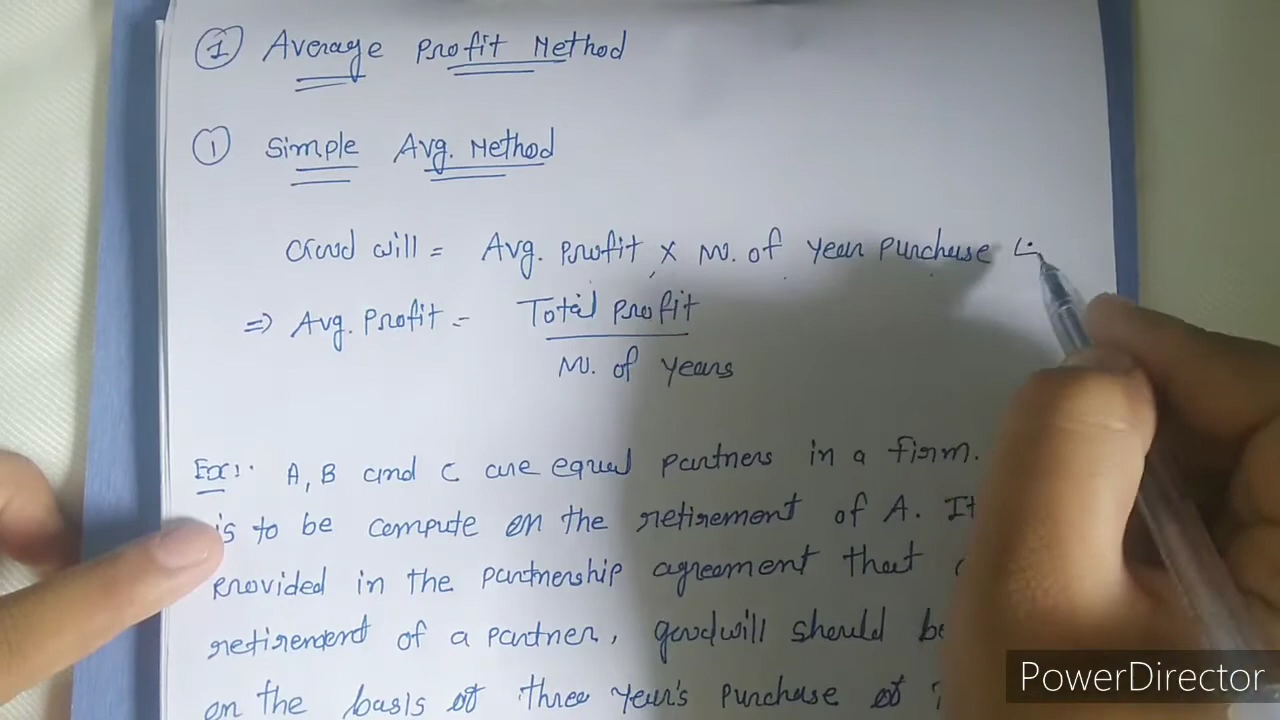 ① Average Profit Method
① Simple Avg. Method
Good will = Avg. Profit × No. of year purchase
⇒ Avg. Profit = Total Profit
No. of years
Ex: A, B and C are equal partners in a firm.
is to be compute on the retirement of A. It
Provided in the partnership agreement that
retirement of a partner, goodwill should be
on the basis of three year's purchase of
PowerDirector